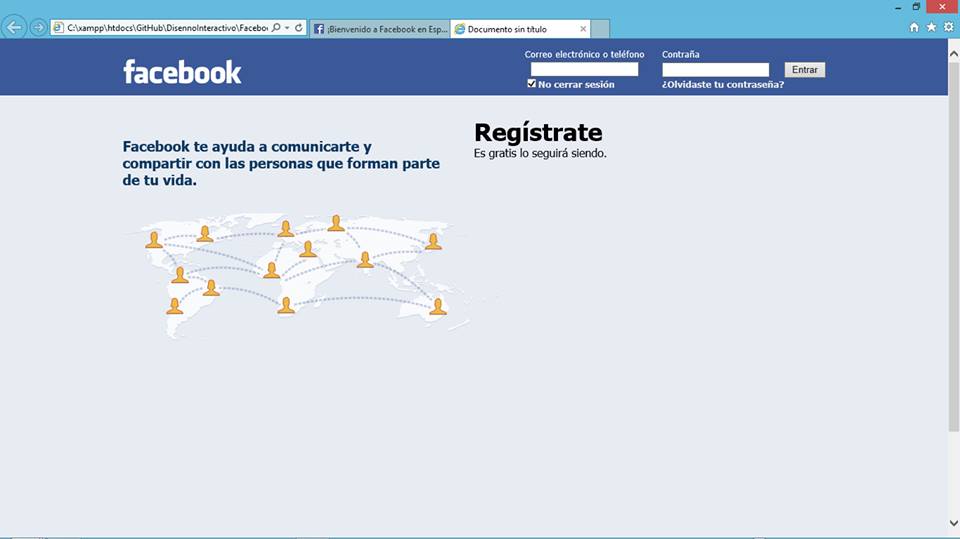 C:\xampp\htdocs\GitHub\DisennoInteractivo\Facebo
¡Bienvenido a Facebook en Esp...
Documento sin título
facebook
Correo electrónico o teléfono
Contraña
Entrar
No cerrar sesión
¿Olvidaste tu contraseña?
Regístrate
Es gratis lo seguirá siendo.
Facebook te ayuda a comunicarte y
compartir con las personas que forman parte
de tu vida.